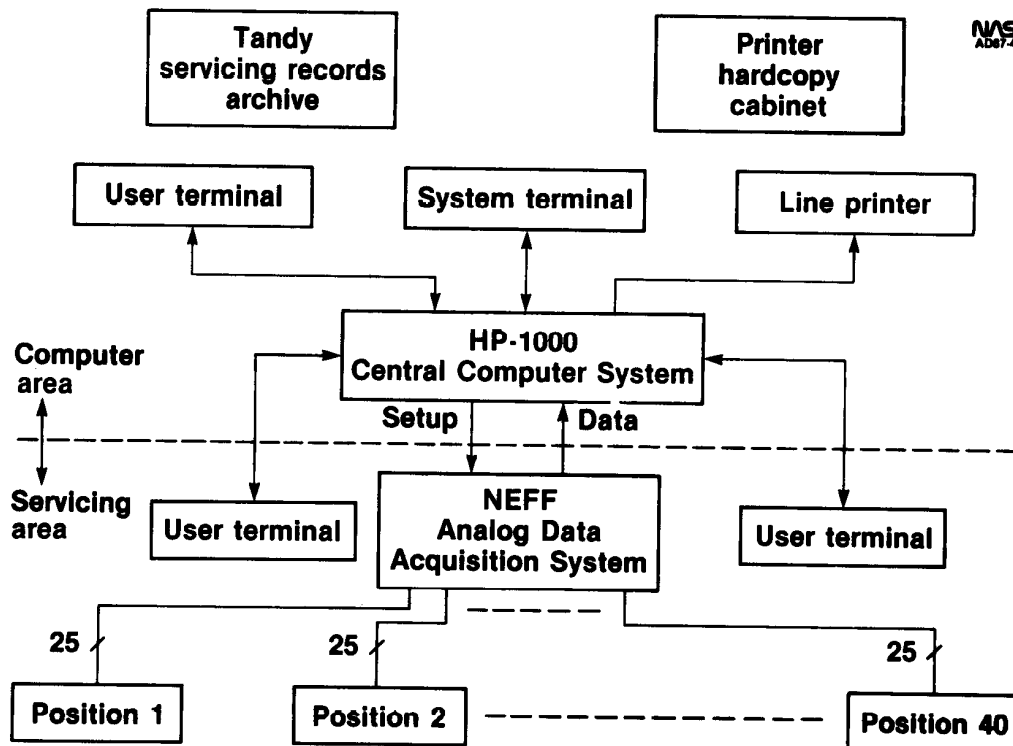 Tandy
servicing records
archive
Printer
hardcopy
cabinet
User terminal
System terminal
Line printer
HP-1000
Central Computer System
Computer
area
Setup
Data
Servicing
area
User terminal
NEFF
Analog Data
Acquisition System
User terminal
25
25
25
Position 1
Position 2
Position 40